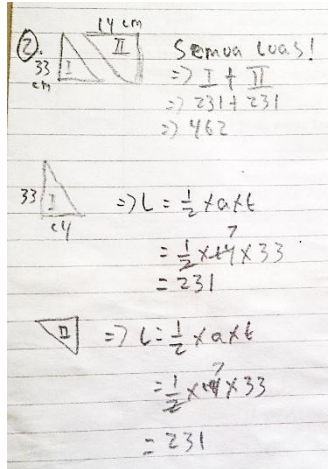 2. 14 cm
33 cm I II
Semua luas!
=> I + II
=> 231 + 231
=> 462
33 I => L = 1/2 x a x t
14
= 1/2 x 14 7 x 33
= 231
II => L = 1/2 x a x t
= 1/2 x 14 7 x 33
= 231